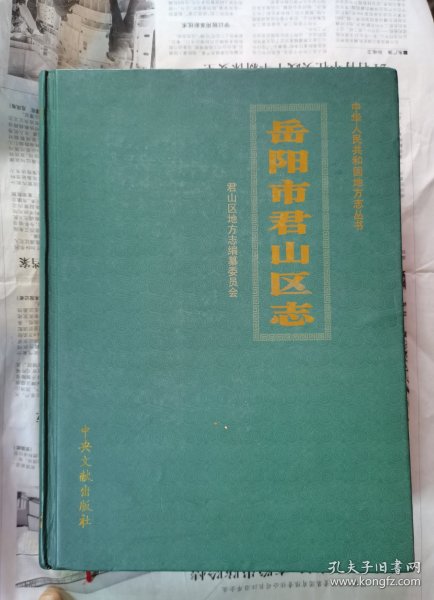 中华人民共和国地方志丛书
岳阳市君山区志
君山区地方志编纂委员会
中央文献出版社
孔夫子旧书网
www.kongfz.com